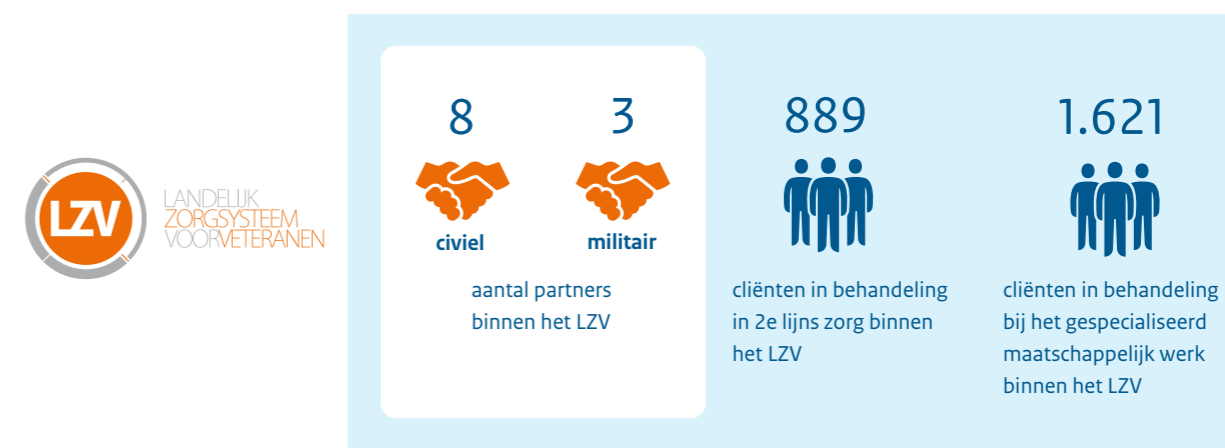 LZV
LANDELIJK
ZORGSYSTEEM
VOORVETERANEN
8
civiel
3
militair
aantal partners
binnen het LZV
889
cliënten in behandeling
in 2e lijns zorg binnen
het LZV
1.621
cliënten in behandeling
bij het gespecialiseerd
maatschappelijk werk
binnen het LZV